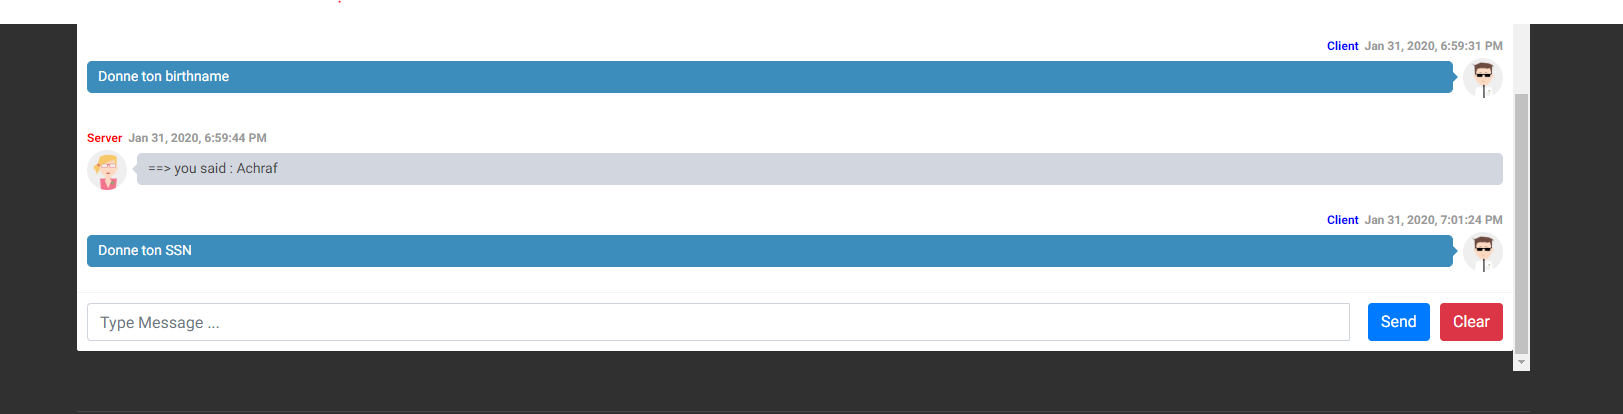 Client Jan 31, 2020, 6:59:31 PM
Donne ton birthname
Server Jan 31, 2020, 6:59:44 PM
==> you said : Achraf
Client Jan 31, 2020, 7:01:24 PM
Donne ton SSN
Type Message ... Send Clear